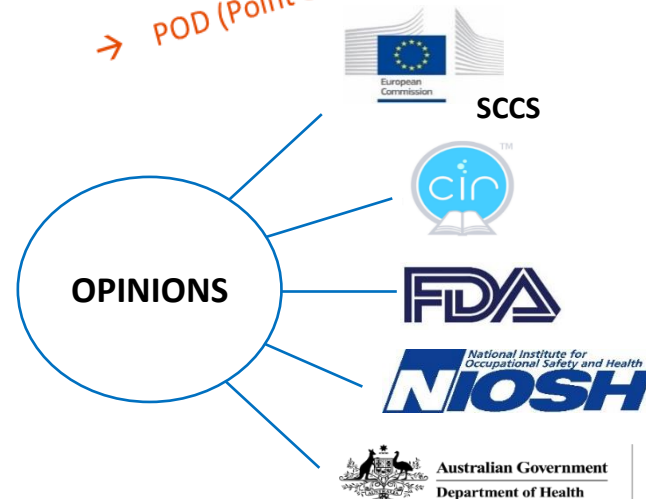 → POD (Point
European
Commission
SCCS
TM
cir
OPINIONS
FDA
National Institute for
Occupational Safety and Health
NIOSH
Australian Government
Department of Health